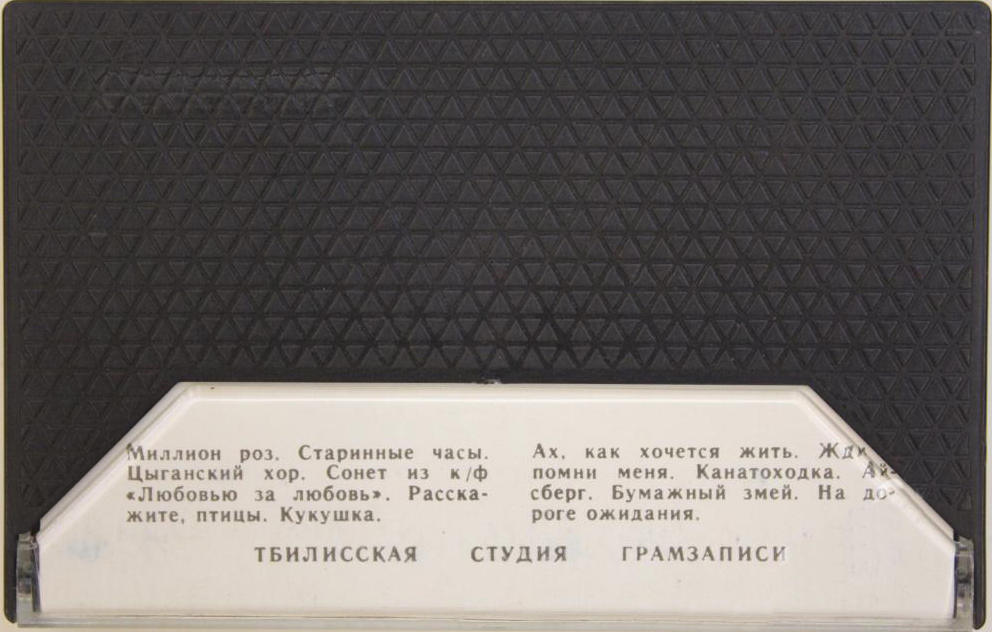 Миллион роз. Старинные часы.
Цыганский хор. Сонет из к/ф
«Любовью за любовь». Расска-
жите, птицы. Кукушка.
Ах, как хочется жить. Жди
помни меня. Канатоходка. Ай-
сберг. Бумажный змей. На до-
роге ожидания.
ТБИЛИССКАЯ СТУДИЯ ГРАМЗАПИСИ